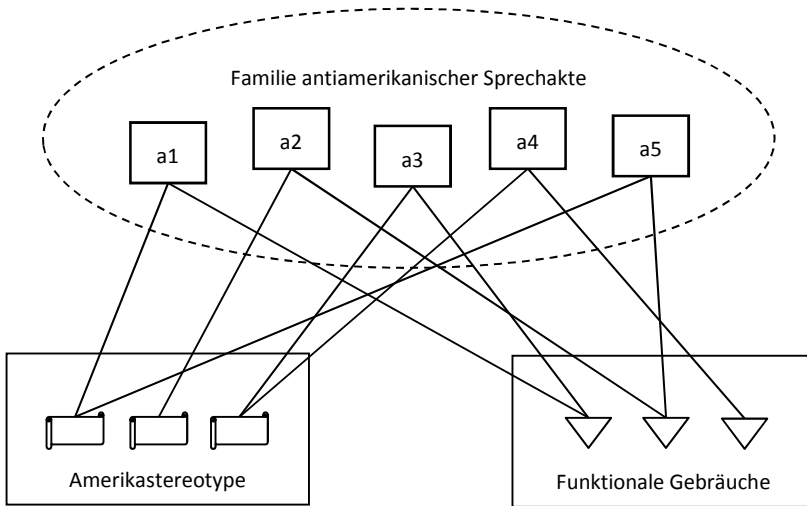 Familie antiamerikanischer Sprechakte
a1
a2
a3
a4
a5
Amerikastereotype
Funktionale Gebräuche